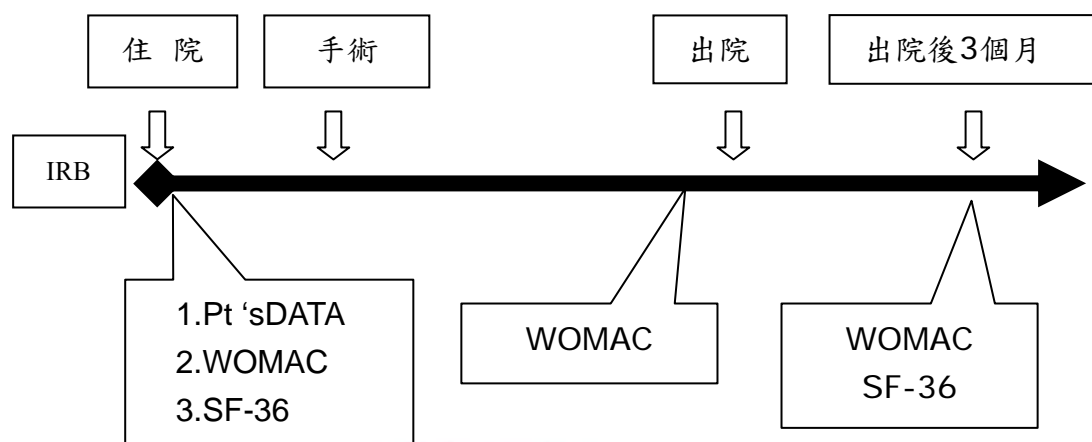 住 院
手術
出院
出院後3個月
IRB
1.Pt ‘sDATA
2.WOMAC
3.SF-36
WOMAC
WOMAC
SF-36